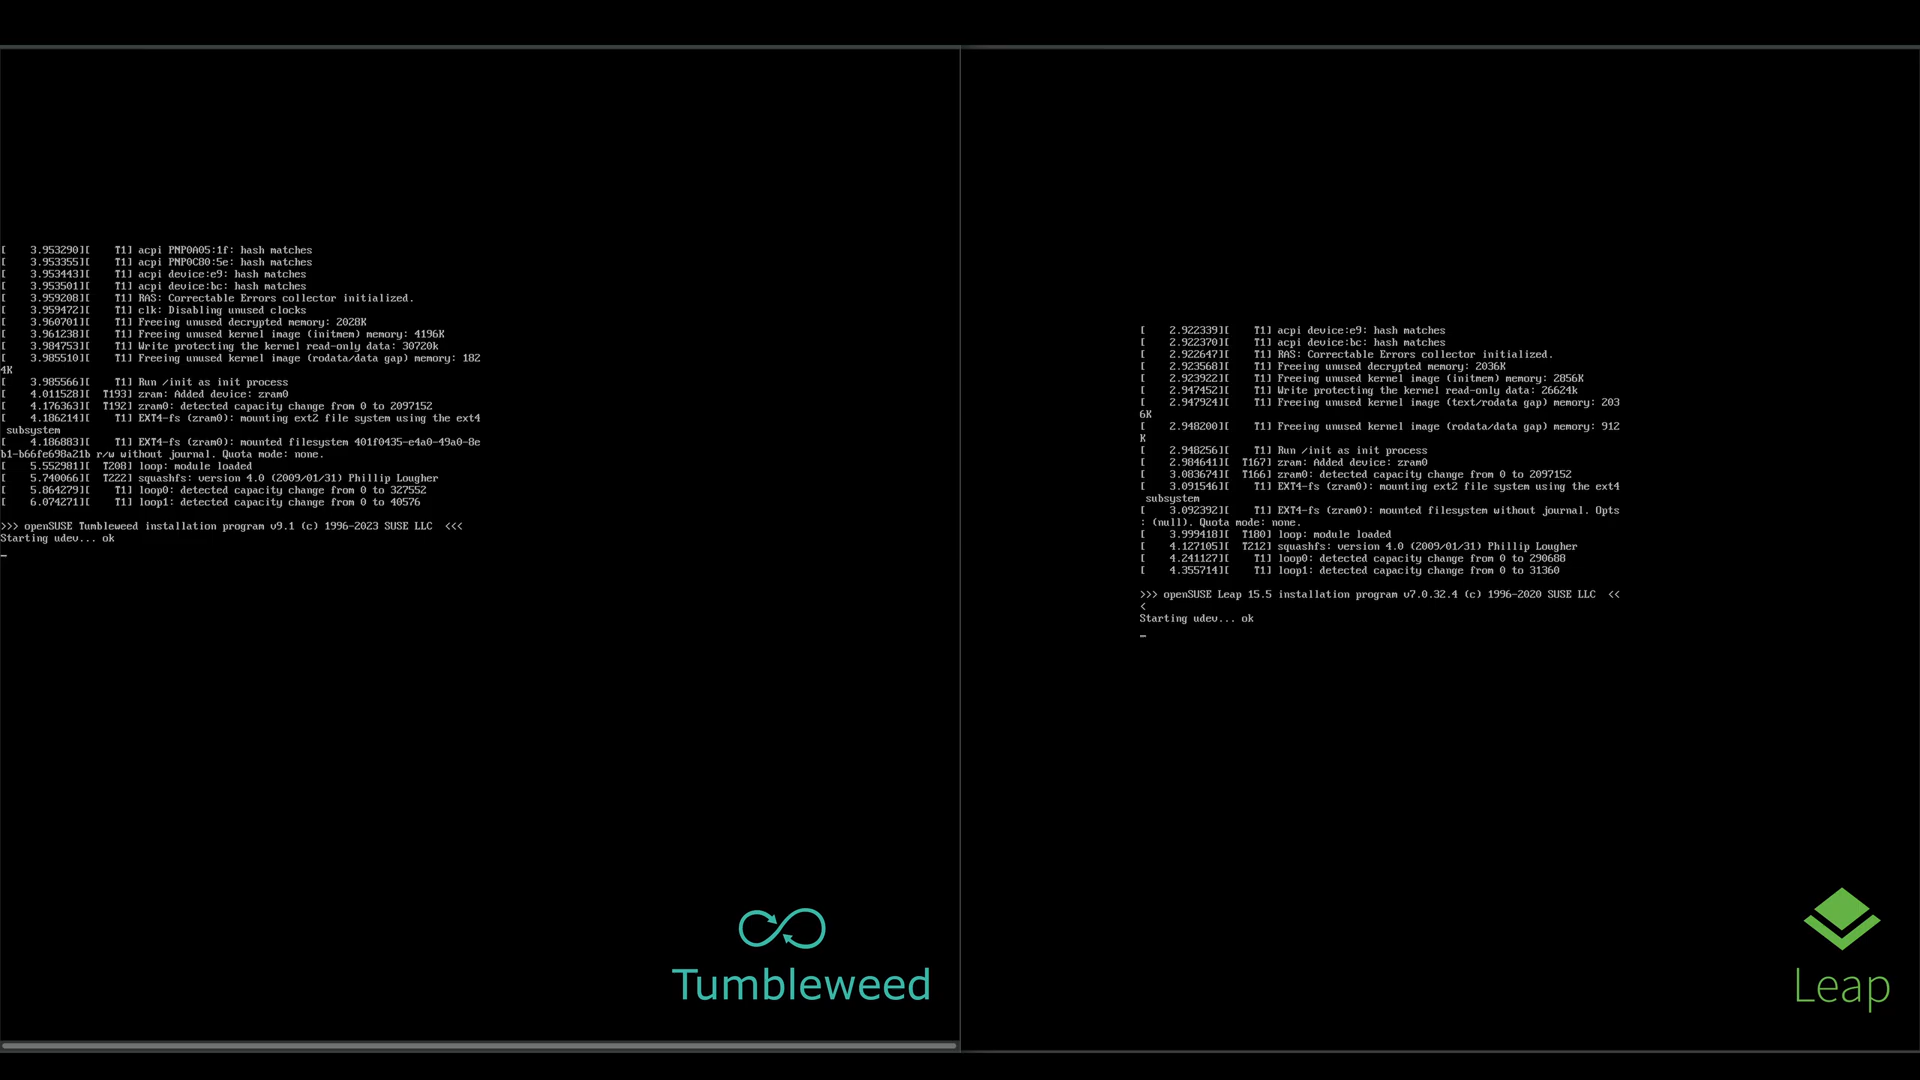 [    3.953290][    T1] acpi PNP0A05:1f: hash matches
[    3.953355][    T1] acpi PNP0C80:5e: hash matches
[    3.953443][    T1] acpi device:e9: hash matches
[    3.953501][    T1] acpi device:bc: hash matches
[    3.959208][    T1] RAS: Correctable Errors collector initialized.
[    3.959472][    T1] clk: Disabling unused clocks
[    3.960701][    T1] Freeing unused decrypted memory: 2028K
[    3.961238][    T1] Freeing unused kernel image (initmem) memory: 4196K
[    3.984753][    T1] Write protecting the kernel read-only data: 30720k
[    3.985510][    T1] Freeing unused kernel image (rodata/data gap) memory: 182
4K
[    3.985566][    T1] Run /init as init process
[    4.011528][  T193] zram: Added device: zram0
[    4.176363][  T192] zram0: detected capacity change from 0 to 2097152
[    4.186214][    T1] EXT4-fs (zram0): mounting ext2 file system using the ext4
subsystem
[    4.186883][    T1] EXT4-fs (zram0): mounted filesystem 401f0435-e4a0-49a0-8e
b1-b66fe698a21b r/w without journal. Quota mode: none.
[    5.552981][  T208] loop: module loaded
[    5.740066][  T222] squashfs: version 4.0 (2009/01/31) Phillip Lougher
[    5.864279][    T1] loop0: detected capacity change from 0 to 327552
[    6.074271][    T1] loop1: detected capacity change from 0 to 40576
>>> openSUSE Tumbleweed installation program v9.1 (c) 1996-2023 SUSE LLC  <<<
Starting udev... ok
_
Tumbleweed
[    2.922339][    T1] acpi device:e9: hash matches
[    2.922370][    T1] acpi device:bc: hash matches
[    2.922647][    T1] RAS: Correctable Errors collector initialized.
[    2.923568][    T1] Freeing unused decrypted memory: 2036K
[    2.923922][    T1] Freeing unused kernel image (initmem) memory: 2856K
[    2.947452][    T1] Write protecting the kernel read-only data: 26624k
[    2.947924][    T1] Freeing unused kernel image (text/rodata gap) memory: 203
6K
[    2.948200][    T1] Freeing unused kernel image (rodata/data gap) memory: 912
K
[    2.948256][    T1] Run /init as init process
[    2.984641][  T167] zram: Added device: zram0
[    3.083674][  T166] zram0: detected capacity change from 0 to 2097152
[    3.091546][    T1] EXT4-fs (zram0): mounting ext2 file system using the ext4
subsystem
[    3.092392][    T1] EXT4-fs (zram0): mounted filesystem without journal. Opts
: (null). Quota mode: none.
[    3.999418][  T180] loop: module loaded
[    4.127105][  T212] squashfs: version 4.0 (2009/01/31) Phillip Lougher
[    4.241127][    T1] loop0: detected capacity change from 0 to 290688
[    4.355714][    T1] loop1: detected capacity change from 0 to 31360
>>> openSUSE Leap 15.5 installation program v7.0.32.4 (c) 1996-2020 SUSE LLC  <<
<
Starting udev... ok
_
Leap